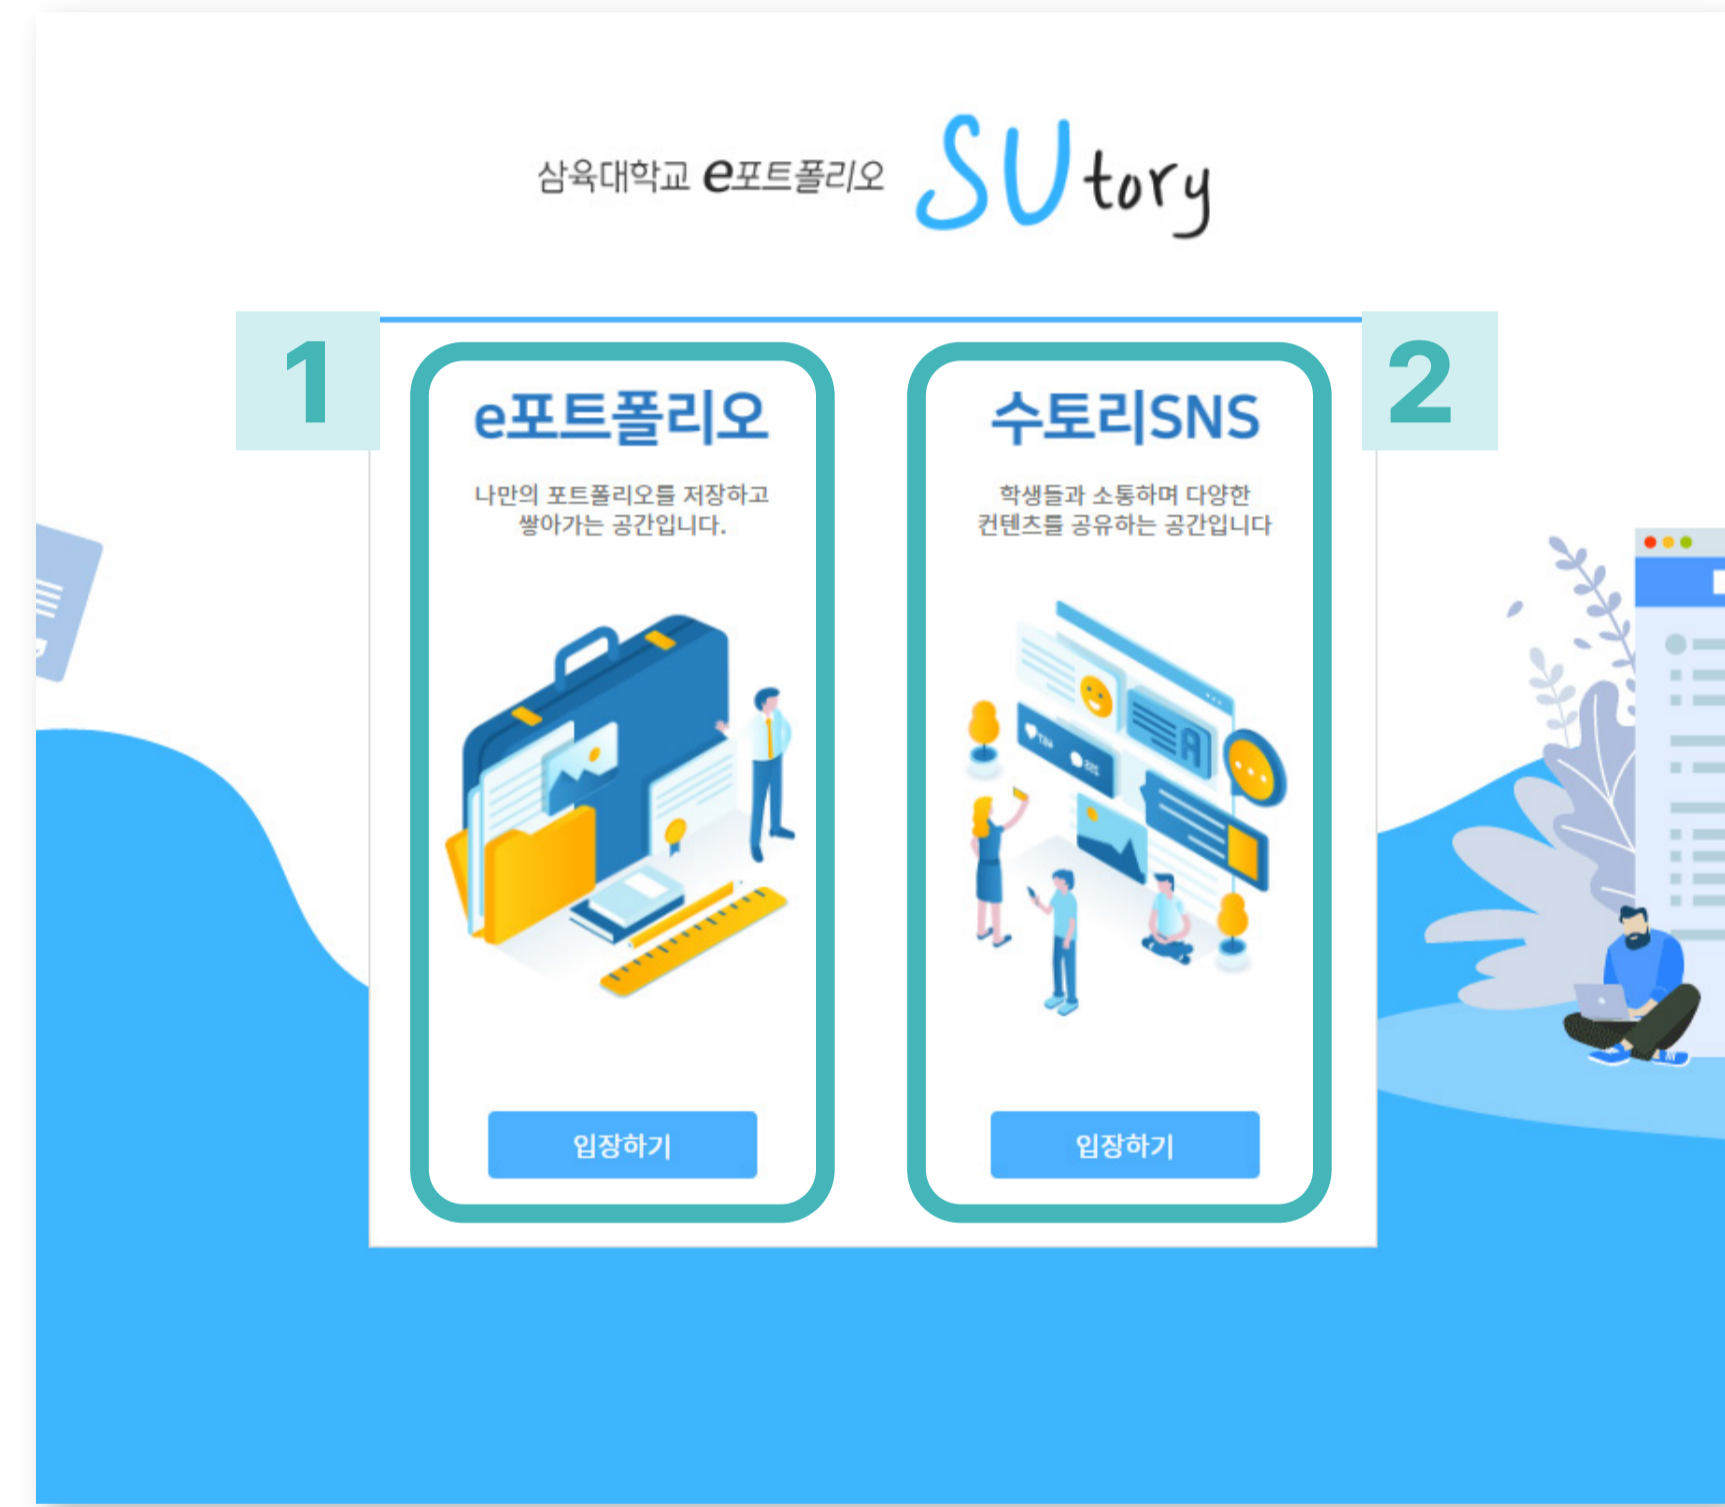 삼육대학교 e포트폴리오 SUtory
1
2
e포트폴리오
나만의 포트폴리오를 저장하고
쌓아가는 공간입니다.
입장하기
수토리SNS
학생들과 소통하며 다양한
컨텐츠를 공유하는 공간입니다
입장하기